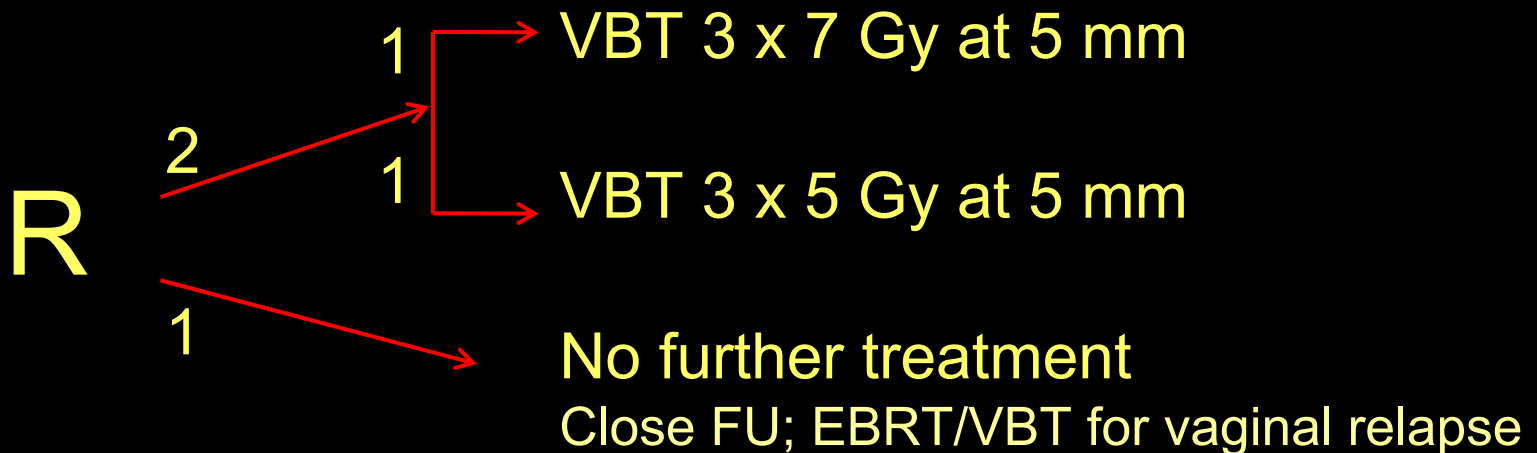 1
VBT 3 x 7 Gy at 5 mm
2
1
VBT 3 x 5 Gy at 5 mm
R
1
No further treatment
Close FU; EBRT/VBT for vaginal relapse